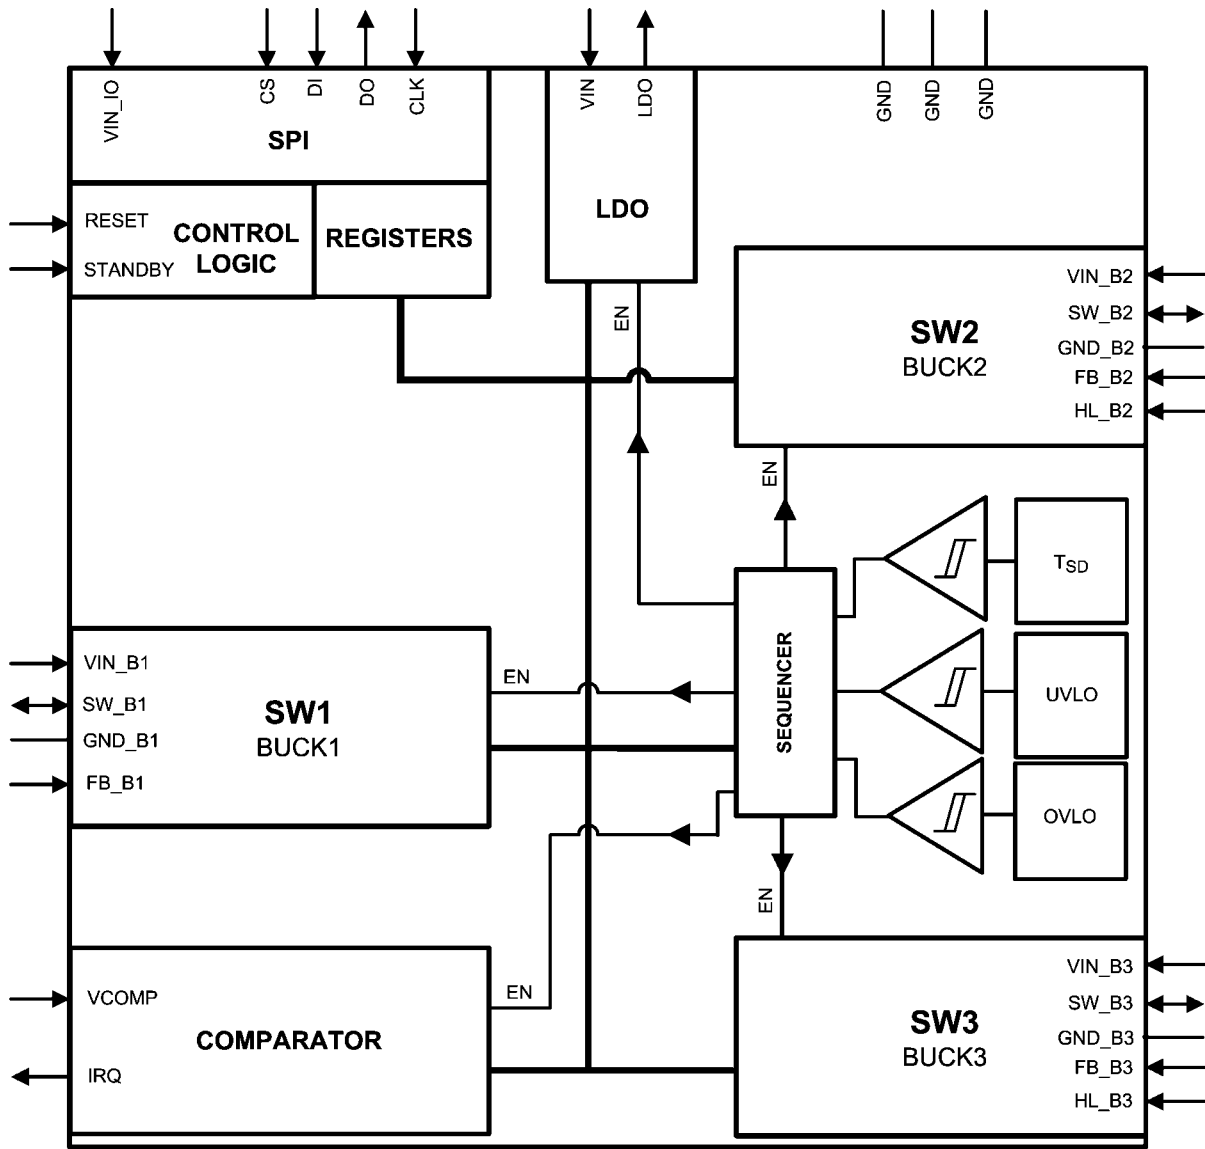 VIN_IO
CS
DI
DO
CLK
SPI
VIN
LDO
GND
GND
GND
RESET
STANDBY
CONTROL
LOGIC
REGISTERS
LDO
EN
SW2
BUCK2
VIN_B2
SW_B2
GND_B2
FB_B2
HL_B2
EN
TSD
SEQUENCER
UVLO
OVLO
VIN_B1
SW_B1
GND_B1
FB_B1
SW1
BUCK1
EN
EN
VCOMP
IRQ
COMPARATOR
EN
SW3
BUCK3
VIN_B3
SW_B3
GND_B3
FB_B3
HL_B3